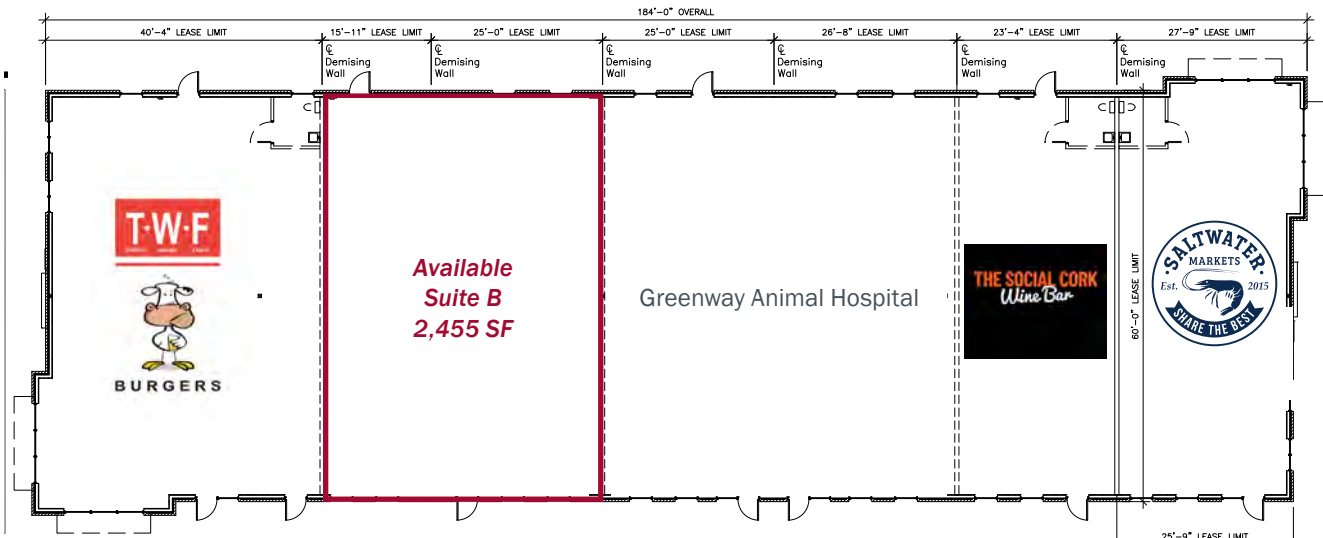 184'-0" OVERALL
40'-4" LEASE LIMIT
15'-11" LEASE LIMIT
25'-0" LEASE LIMIT
25'-0" LEASE LIMIT
26'-8" LEASE LIMIT
23'-4" LEASE LIMIT
27'-9" LEASE LIMIT
℄
Demising
Wall
℄
Demising
Wall
℄
Demising
Wall
℄
Demising
Wall
℄
Demising
Wall
℄
Demising
Wall
T·W·F
BURGERS
Available
Suite B
2,455 SF
Greenway Animal Hospital
THE SOCIAL CORK
Wine Bar
60'-0" LEASE LIMIT
·SALTWATER·
MARKETS
Est. 2015
SHARE THE BEST
25'-9" LEASE LIMIT